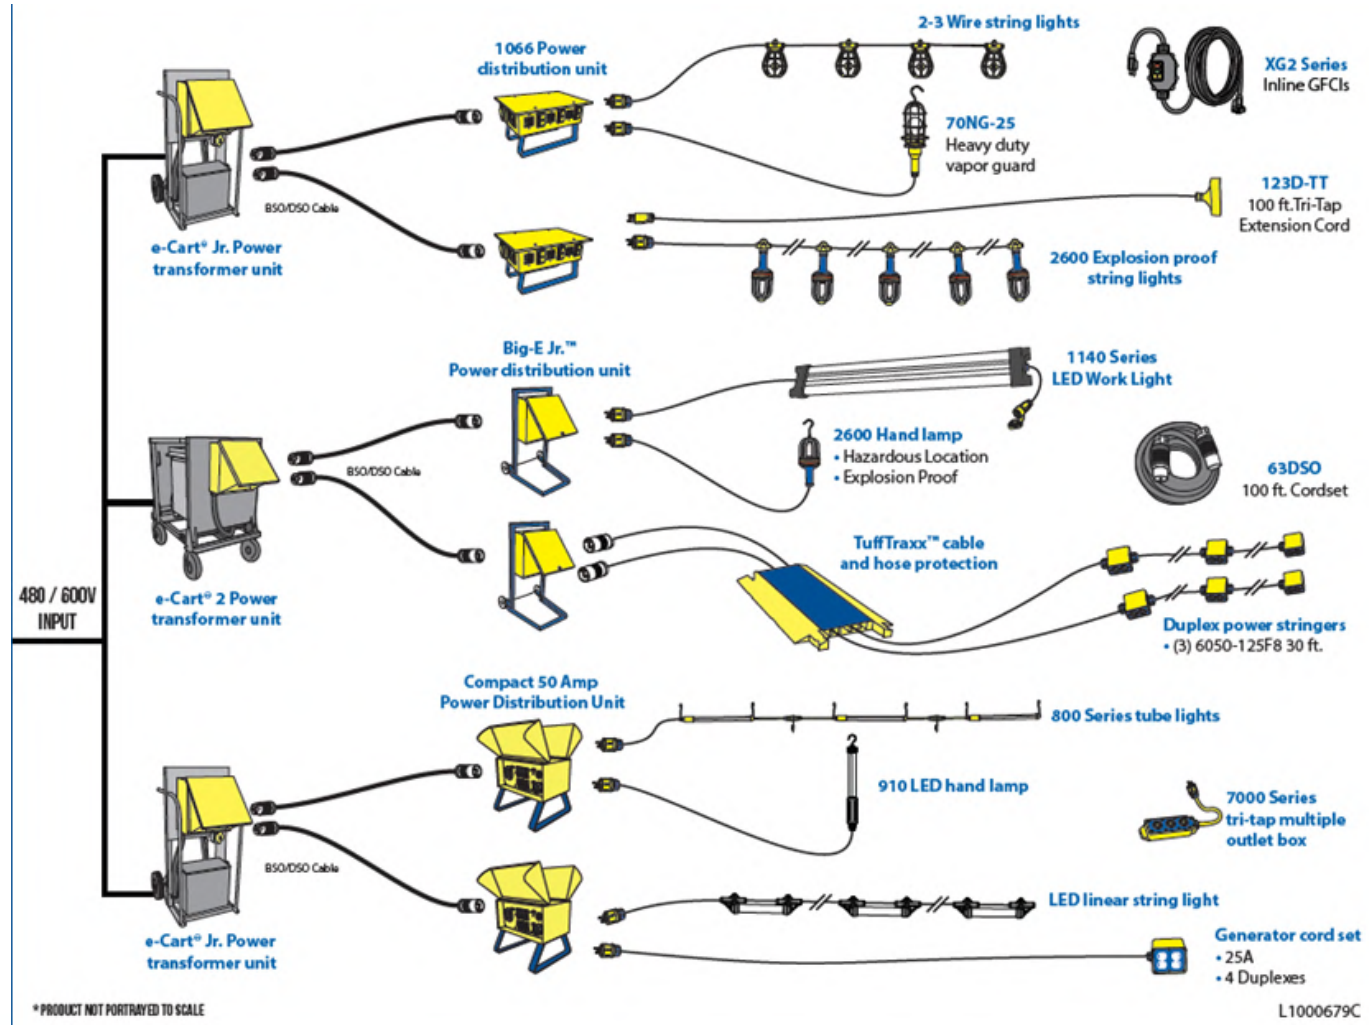 2-3 Wire string lights
1066 Power
distribution unit
XG2 Series
Inline GFCIs
70NG-25
Heavy duty
vapor guard
123D-TT
100 ft.Tri-Tap
Extension Cord
BSO/DSO Cable
e-Cart® Jr. Power
transformer unit
2600 Explosion proof
string lights
Big-E Jr.™
Power distribution unit
1140 Series
LED Work Light
2600 Hand lamp
• Hazardous Location
• Explosion Proof
BSO/DSO Cable
63DSO
100 ft. Cordset
TuffTraxx™ cable
and hose protection
480 / 600V
INPUT
e-Cart® 2 Power
transformer unit
Duplex power stringers
• (3) 6050-125F8 30 ft.
Compact 50 Amp
Power Distribution Unit
800 Series tube lights
910 LED hand lamp
7000 Series
tri-tap multiple
outlet box
BSO/DSO Cable
LED linear string light
e-Cart® Jr. Power
transformer unit
Generator cord set
• 25A
• 4 Duplexes
* PRODUCT NOT PORTRAYED TO SCALE
L1000679C